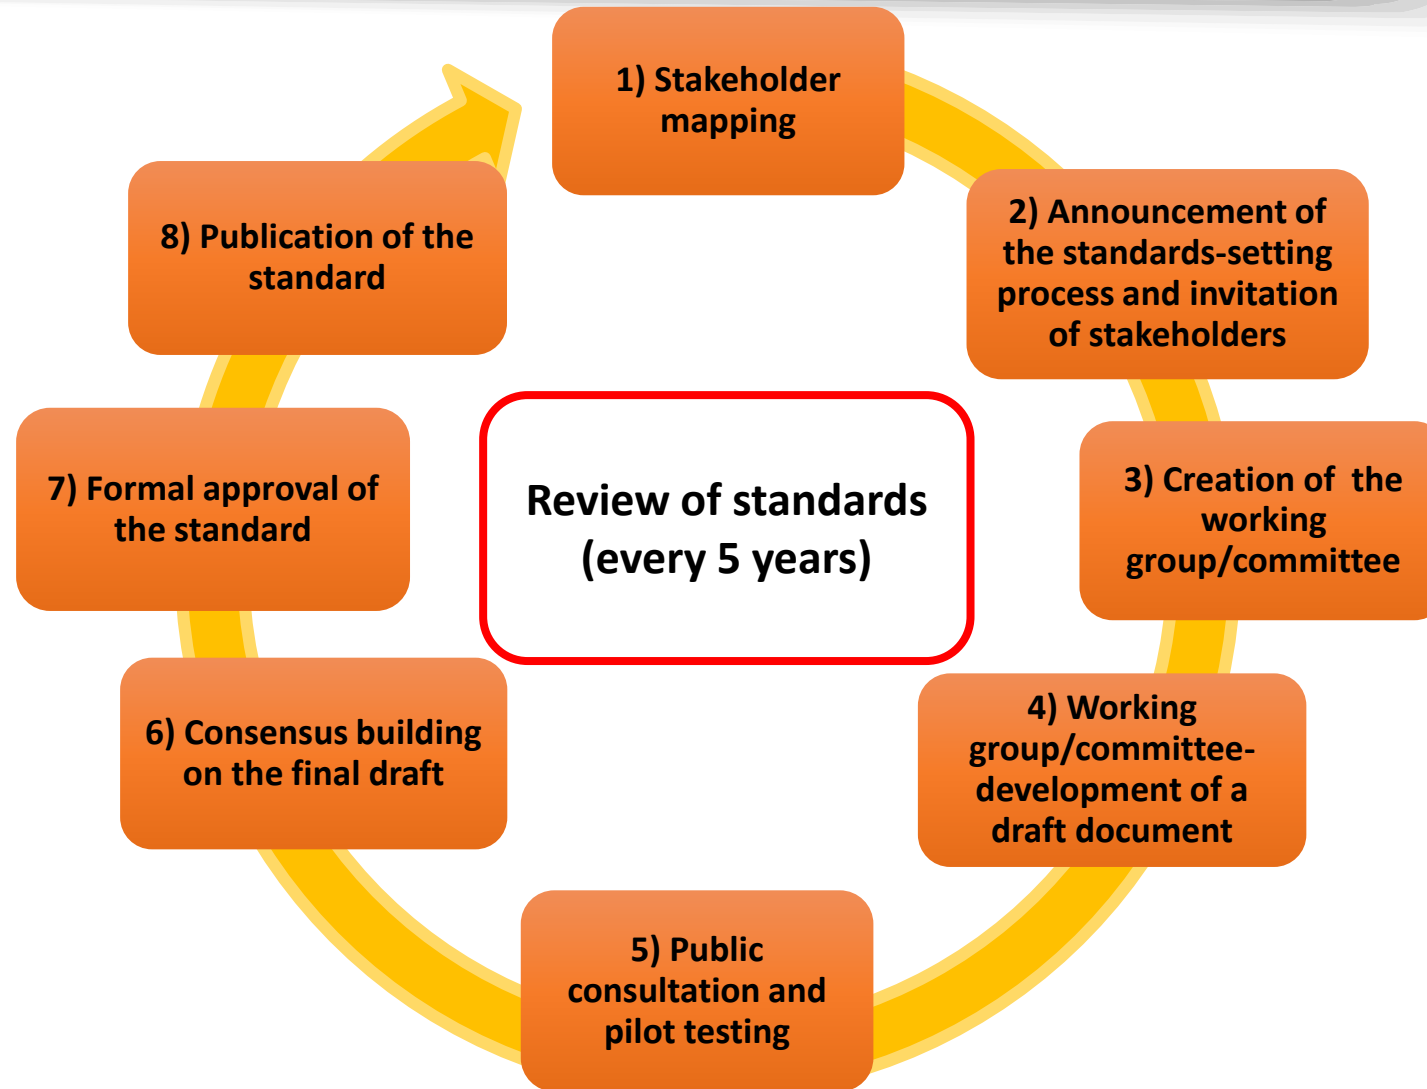 1) Stakeholder
mapping
2) Announcement of
the standards-setting
process and invitation
of stakeholders
3) Creation of  the
working
group/committee
4) Working
group/committee-
development of a
draft document
5) Public
consultation and
pilot testing
6) Consensus building
on the final draft
7) Formal approval of
the standard
8) Publication of the
standard
Review of standards
(every 5 years)